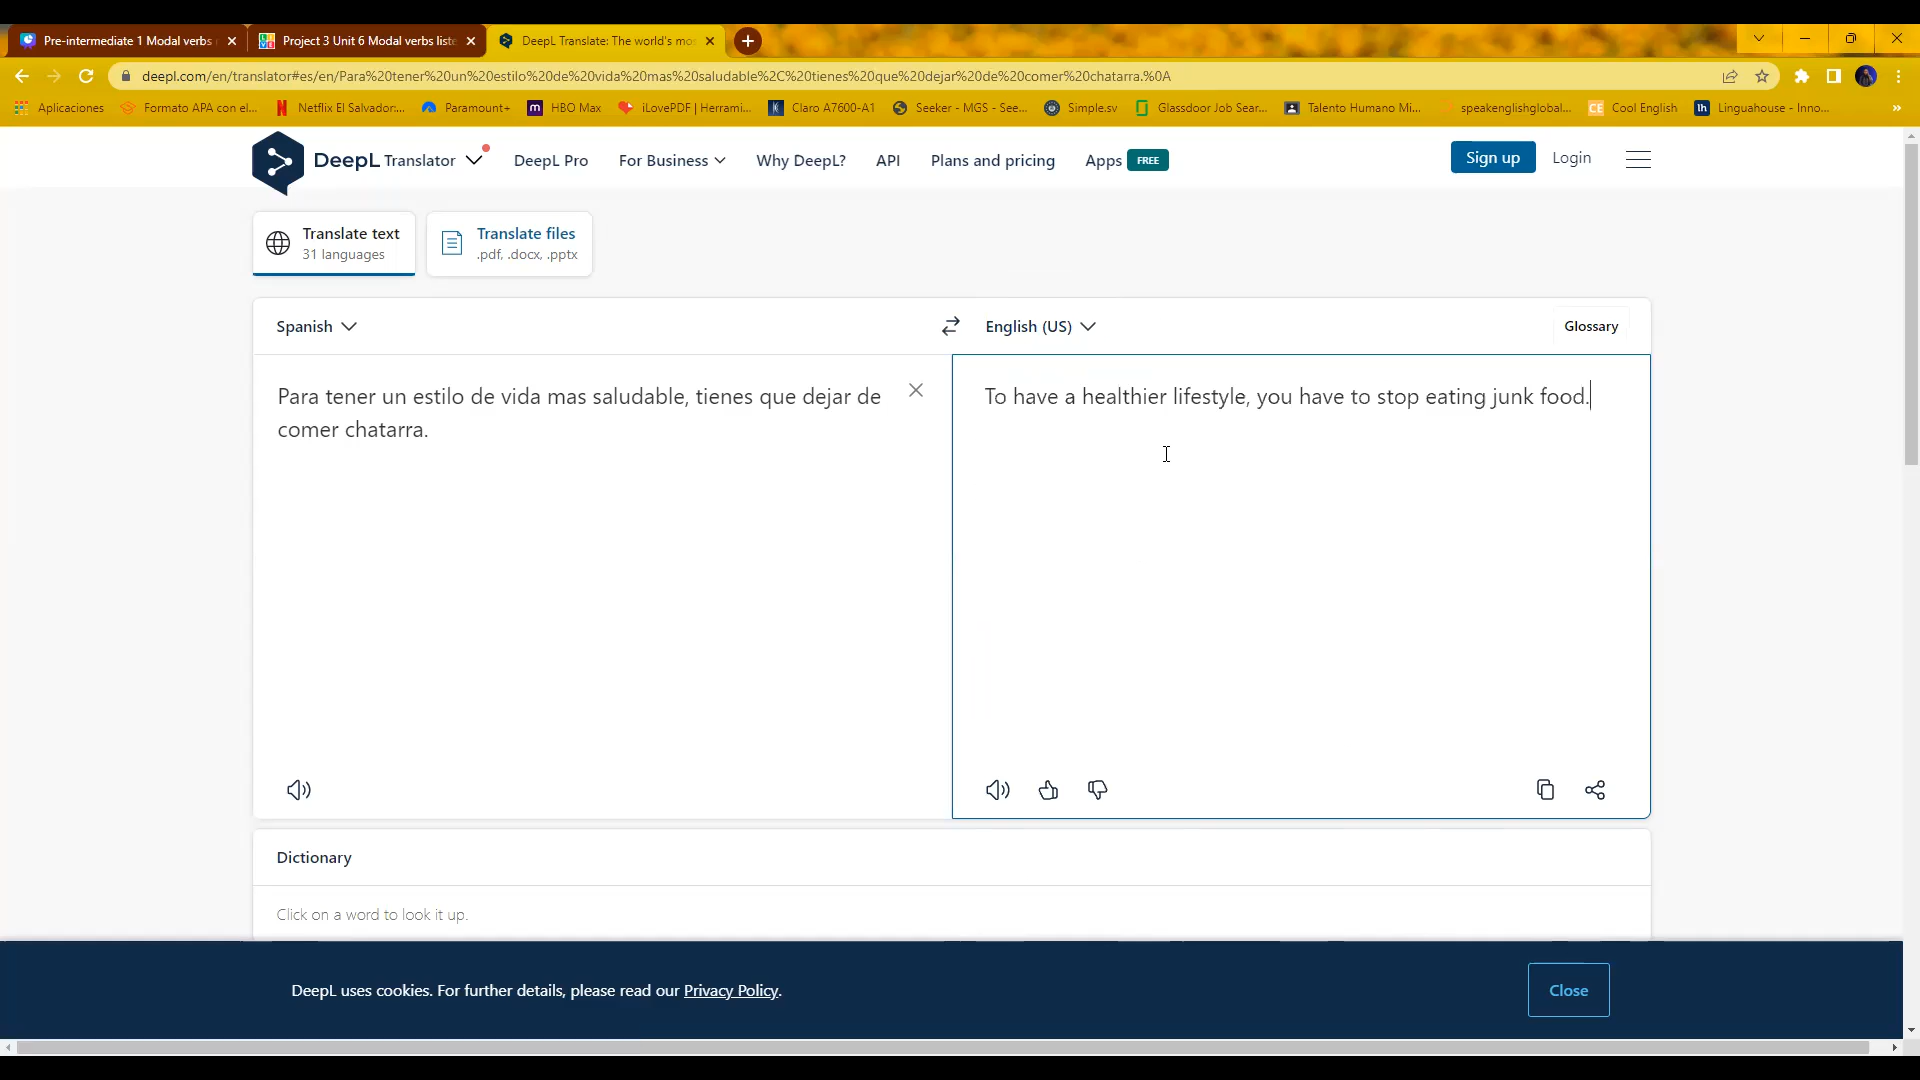 Pre-intermediate 1 Modal verbs
Project 3 Unit 6 Modal verbs liste
DeepL Translate: The world's mos
deepl.com/en/translator#es/en/Para%20tener%20un%20estilo%20de%20vida%20mas%20saludable%2C%20tienes%20que%20dejar%20de%20comer%20chatarra.%0A
Aplicaciones
Formato APA con el...
Netflix El Salvador:...
Paramount+
HBO Max
iLovePDF | Herrami...
Claro A7600-A1
Seeker - MGS - See...
Simple.sv
Glassdoor Job Sear...
Talento Humano Mi...
speakenglishglobal...
CE Cool English
lh Linguahouse - Inno...
DeepL Translator
DeepL Pro
For Business
Why DeepL?
API
Plans and pricing
Apps FREE
Sign up
Login
Translate text
31 languages
Translate files
.pdf, .docx, .pptx
Spanish
English (US)
Glossary
Para tener un estilo de vida mas saludable, tienes que dejar de
comer chatarra.
To have a healthier lifestyle, you have to stop eating junk food.
Dictionary
Click on a word to look it up.
DeepL uses cookies. For further details, please read our Privacy Policy.
Close